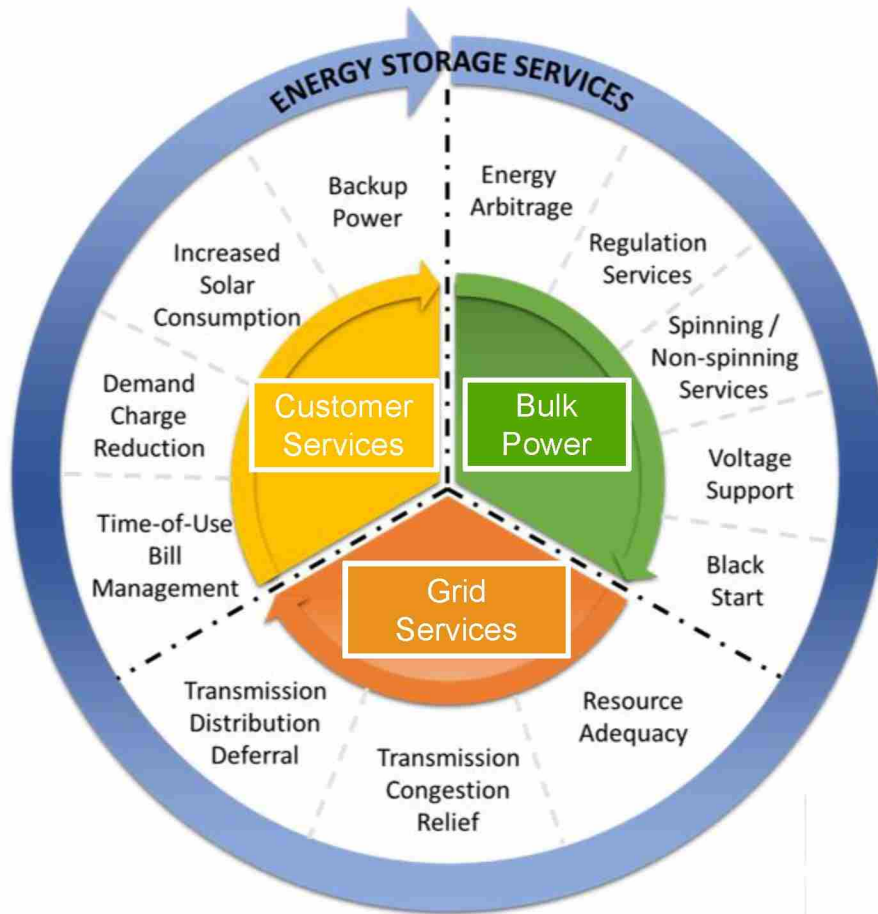 ENERGY STORAGE SERVICES
Energy
Arbitrage
Regulation
Services
Spinning /
Non-spinning
Services
Voltage
Support
Black
Start
Resource
Adequacy
Transmission
Congestion
Relief
Transmission
Distribution
Deferral
Time-of-Use
Bill
Management
Demand
Charge
Reduction
Increased
Solar
Consumption
Backup
Power
Customer
Services
Bulk
Power
Grid
Services